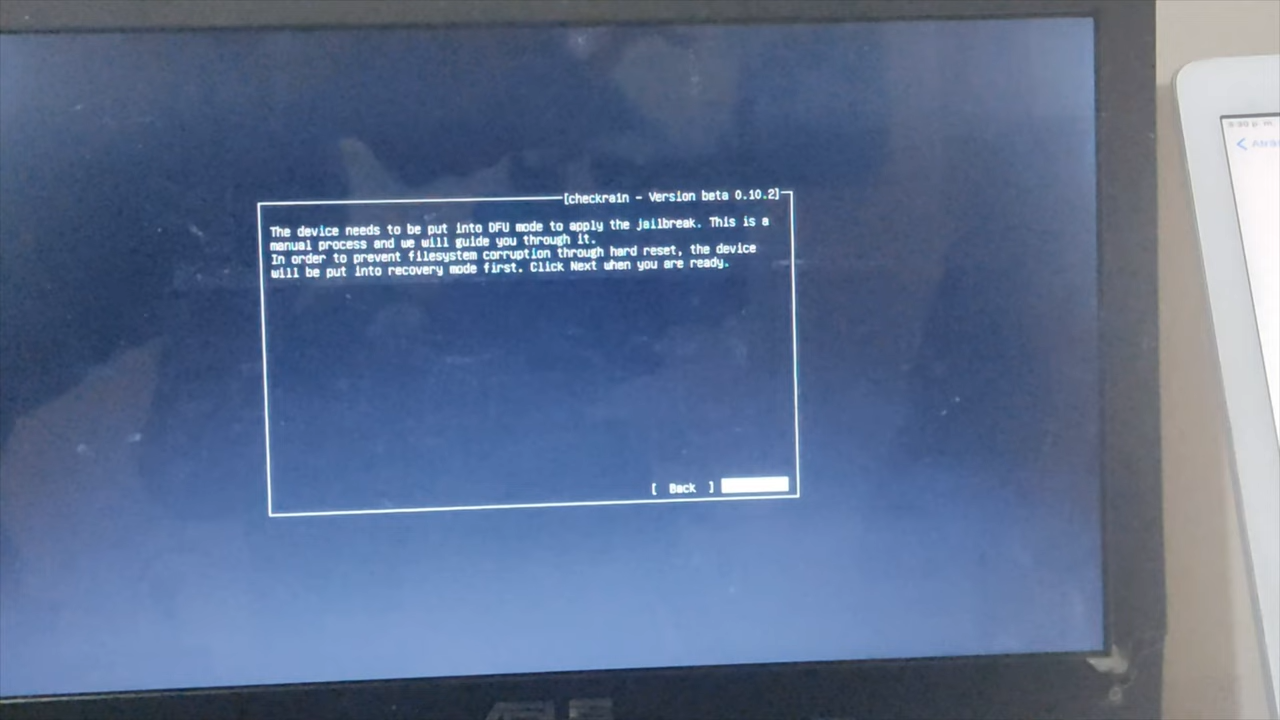 [checkrain - Version beta 0.10.2]
The device needs to be put into DFU mode to apply the jailbreak. This is a
manual process and we will guide you through it.
In order to prevent filesystem corruption through hard reset, the device
will be put into recovery mode first. Click Next when you are ready.
[ Back ]